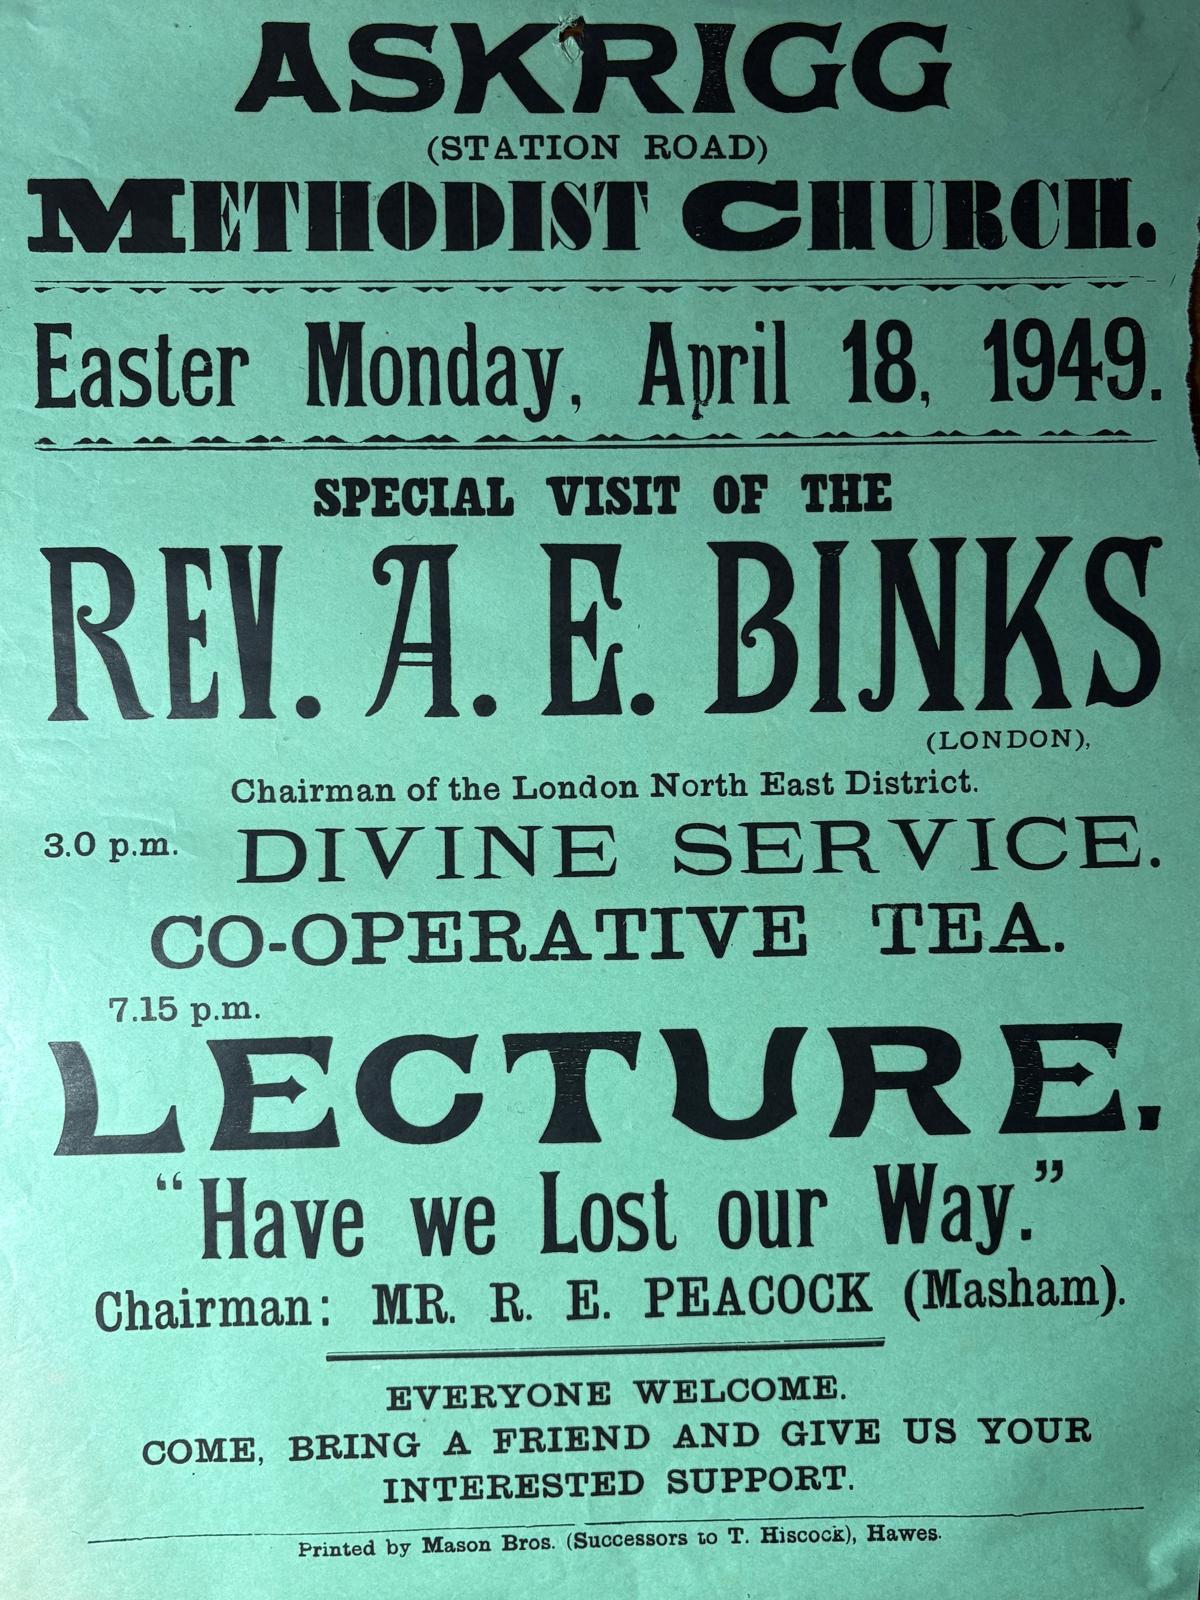 ASKRIGG
(STATION ROAD)
METHODIST CHURCH.
Easter Monday, April 18, 1949.
SPECIAL VISIT OF THE
REV. A. E. BINKS
(LONDON),
Chairman of the London North East District.
3.0 p.m. DIVINE SERVICE.
CO-OPERATIVE TEA.
7.15 p.m.
LECTURE.
“Have we Lost our Way.”
Chairman: MR. R. E. PEACOCK (Masham).
EVERYONE WELCOME.
COME, BRING A FRIEND AND GIVE US YOUR
INTERESTED SUPPORT.
Printed by Mason Bros. (Successors to T. Hiscock), Hawes.